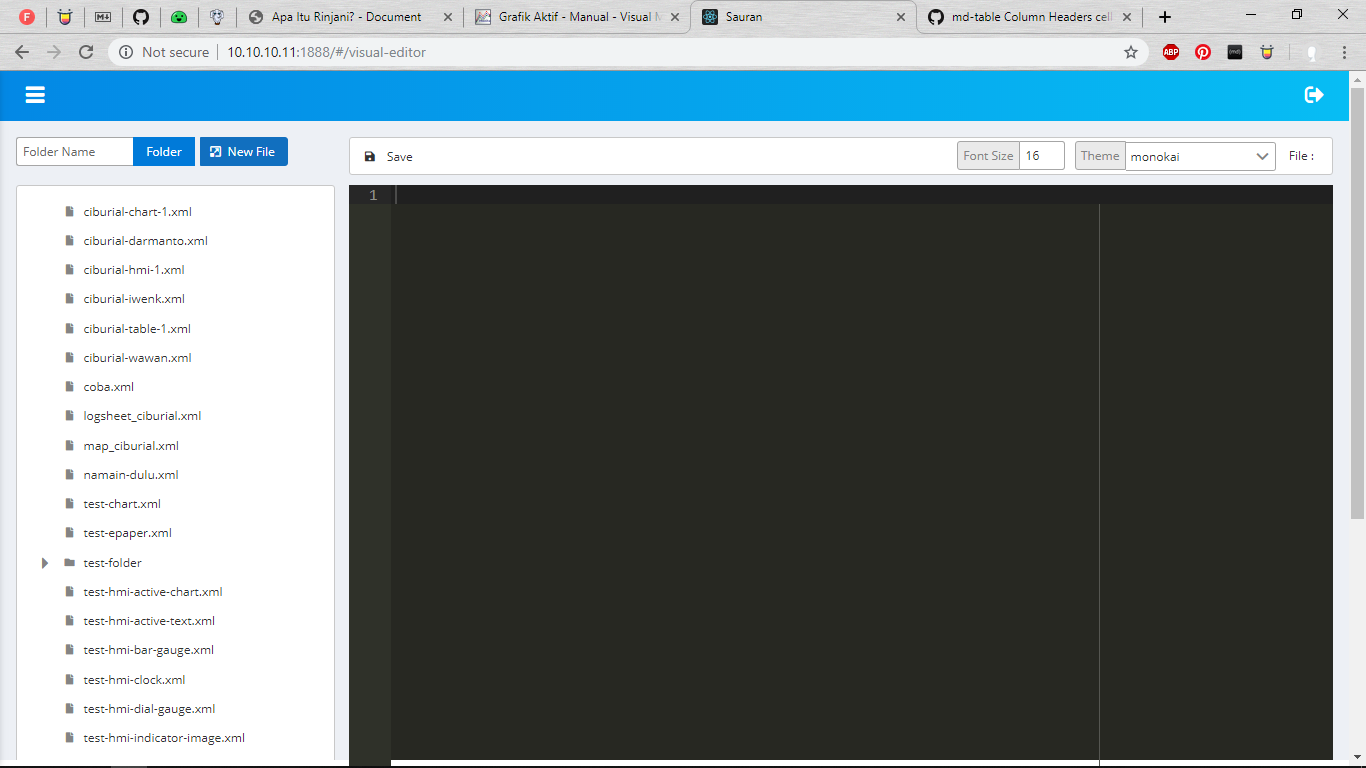 Apa Itu Rinjani? - Document
Grafik Aktif - Manual - Visual M
Sauran
md-table Column Headers cell
Not secure
10.10.10.11:1888/#/visual-editor
ABP
Folder Name
Folder
New File
Save
Font Size
16
Theme
monokai
File :
1
ciburial-chart-1.xml
ciburial-darmanto.xml
ciburial-hmi-1.xml
ciburial-iwenk.xml
ciburial-table-1.xml
ciburial-wawan.xml
coba.xml
logsheet_ciburial.xml
map_ciburial.xml
namain-dulu.xml
test-chart.xml
test-epaper.xml
test-folder
test-hmi-active-chart.xml
test-hmi-active-text.xml
test-hmi-bar-gauge.xml
test-hmi-clock.xml
test-hmi-dial-gauge.xml
test-hmi-indicator-image.xml